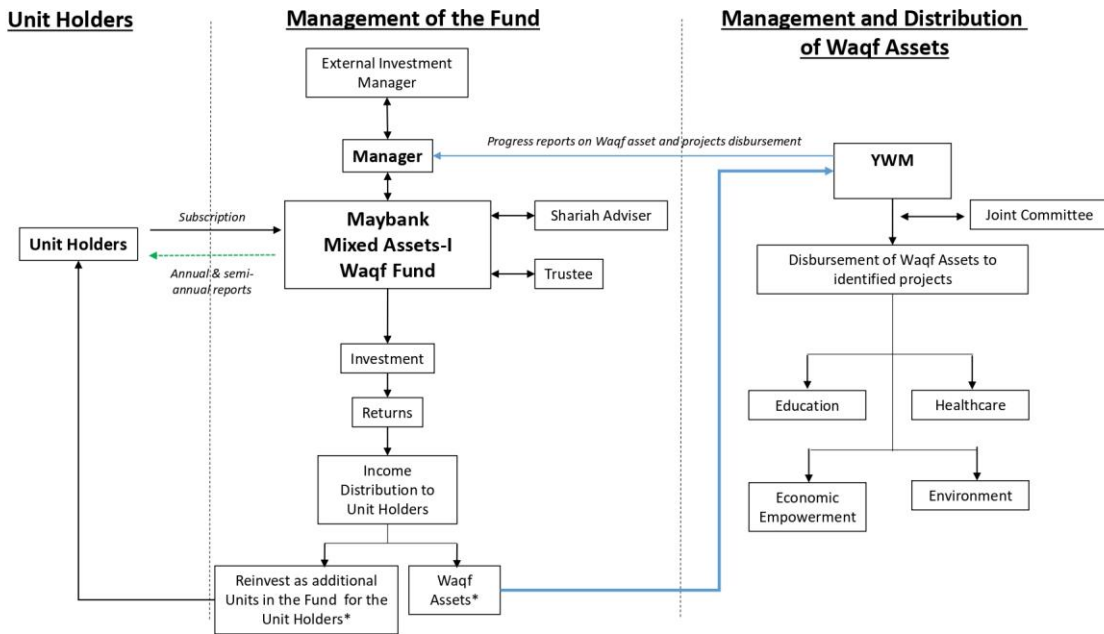 Unit Holders
Management of the Fund
Management and Distribution
of Waqf Assets
External Investment
Manager
Progress reports on Waqf asset and projects disbursement
Manager
YWM
Subscription
Maybank
Mixed Assets-I
Waqf Fund
Shariah Adviser
Joint Committee
Unit Holders
Annual & semi-
annual reports
Trustee
Disbursement of Waqf Assets to
identified projects
Investment
Education
Healthcare
Returns
Income
Distribution to
Unit Holders
Economic
Empowerment
Environment
Reinvest as additional
Units in the Fund for the
Unit Holders*
Waqf
Assets*